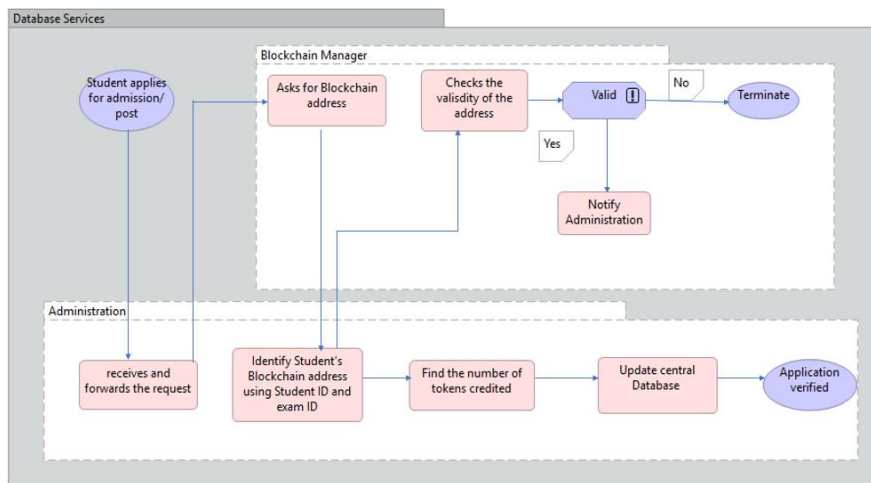 Database Services
Blockchain Manager
Student applies
for admission/
post
Asks for Blockchain
address
Checks the
valisdity of the
address
Valid
No
Terminate
Yes
Notify
Administration
Administration
receives and
forwards the request
Identify Student's
Blockchain address
using Student ID and
exam ID
Find the number of
tokens credited
Update central
Database
Application
verified